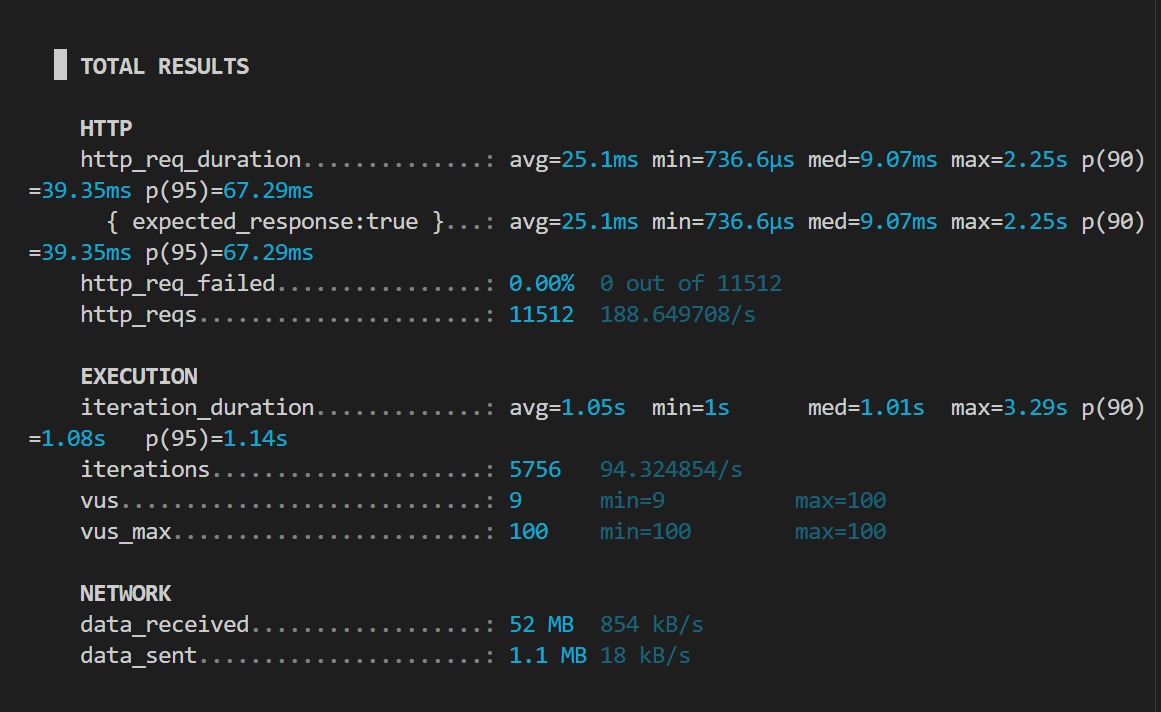 TOTAL RESULTS
HTTP
http_req_duration..............: avg=25.1ms min=736.6µs med=9.07ms max=2.25s p(90)
=39.35ms p(95)=67.29ms
{ expected_response:true }...: avg=25.1ms min=736.6µs med=9.07ms max=2.25s p(90)
=39.35ms p(95)=67.29ms
http_req_failed................: 0.00% 0 out of 11512
http_reqs......................: 11512 188.649708/s
EXECUTION
iteration_duration.............: avg=1.05s min=1s med=1.01s max=3.29s p(90)
=1.08s p(95)=1.14s
iterations.....................: 5756 94.324854/s
vus............................: 9 min=9 max=100
vus_max........................: 100 min=100 max=100
NETWORK
data_received..................: 52 MB 854 kB/s
data_sent......................: 1.1 MB 18 kB/s